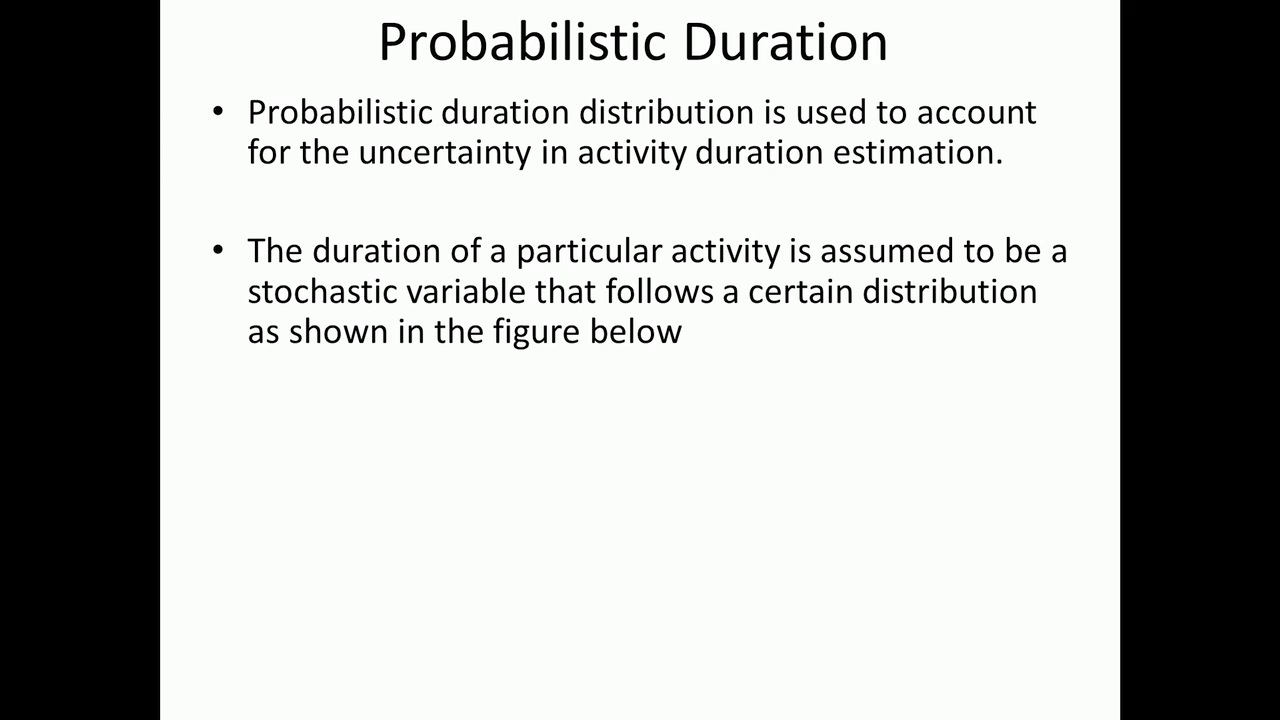 Probabilistic Duration
• Probabilistic duration distribution is used to account
for the uncertainty in activity duration estimation.
• The duration of a particular activity is assumed to be a
stochastic variable that follows a certain distribution
as shown in the figure below